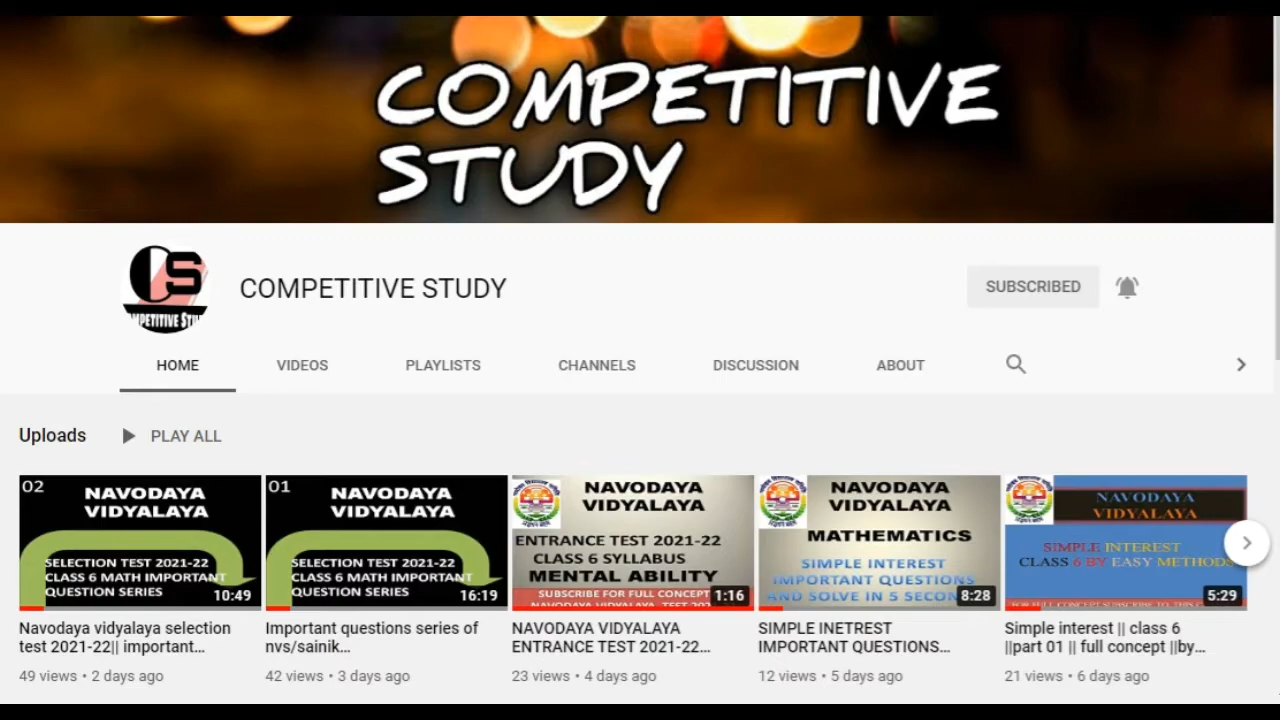 COMPETITIVE
STUDY
CS
COMPETITIVE STUDY
SUBSCRIBED
HOME VIDEOS PLAYLISTS CHANNELS DISCUSSION ABOUT
Uploads PLAY ALL
02
NAVODAYA
VIDYALAYA
SELECTION TEST 2021-22
CLASS 6 MATH IMPORTANT
QUESTION SERIES
10:49
Navodaya vidyalaya selection
test 2021-22|| important...
49 views • 2 days ago
01
NAVODAYA
VIDYALAYA
SELECTION TEST 2021-22
CLASS 6 MATH IMPORTANT
QUESTION SERIES
16:19
Important questions series of
nvs/sainik...
42 views • 3 days ago
NAVODAYA
VIDYALAYA
ENTRANCE TEST 2021-22
CLASS 6 SYLLABUS
MENTAL ABILITY
SUBSCRIBE FOR FULL CONCEPT
1:16
NAVODAYA VIDYALAYA
ENTRANCE TEST 2021-22...
23 views • 4 days ago
NAVODAYA
VIDYALAYA
MATHEMATICS
SIMPLE INTEREST
IMPORTANT QUESTIONS
AND SOLVE IN 5 SECON
8:28
SIMPLE INETREST
IMPORTANT QUESTIONS...
12 views • 5 days ago
NAVODAYA
VIDYALAYA
SIMPLE INTEREST
CLASS 6 BY EASY METHODS
5:29
Simple interest || class 6
||part 01 || full concept ||by...
21 views • 6 days ago